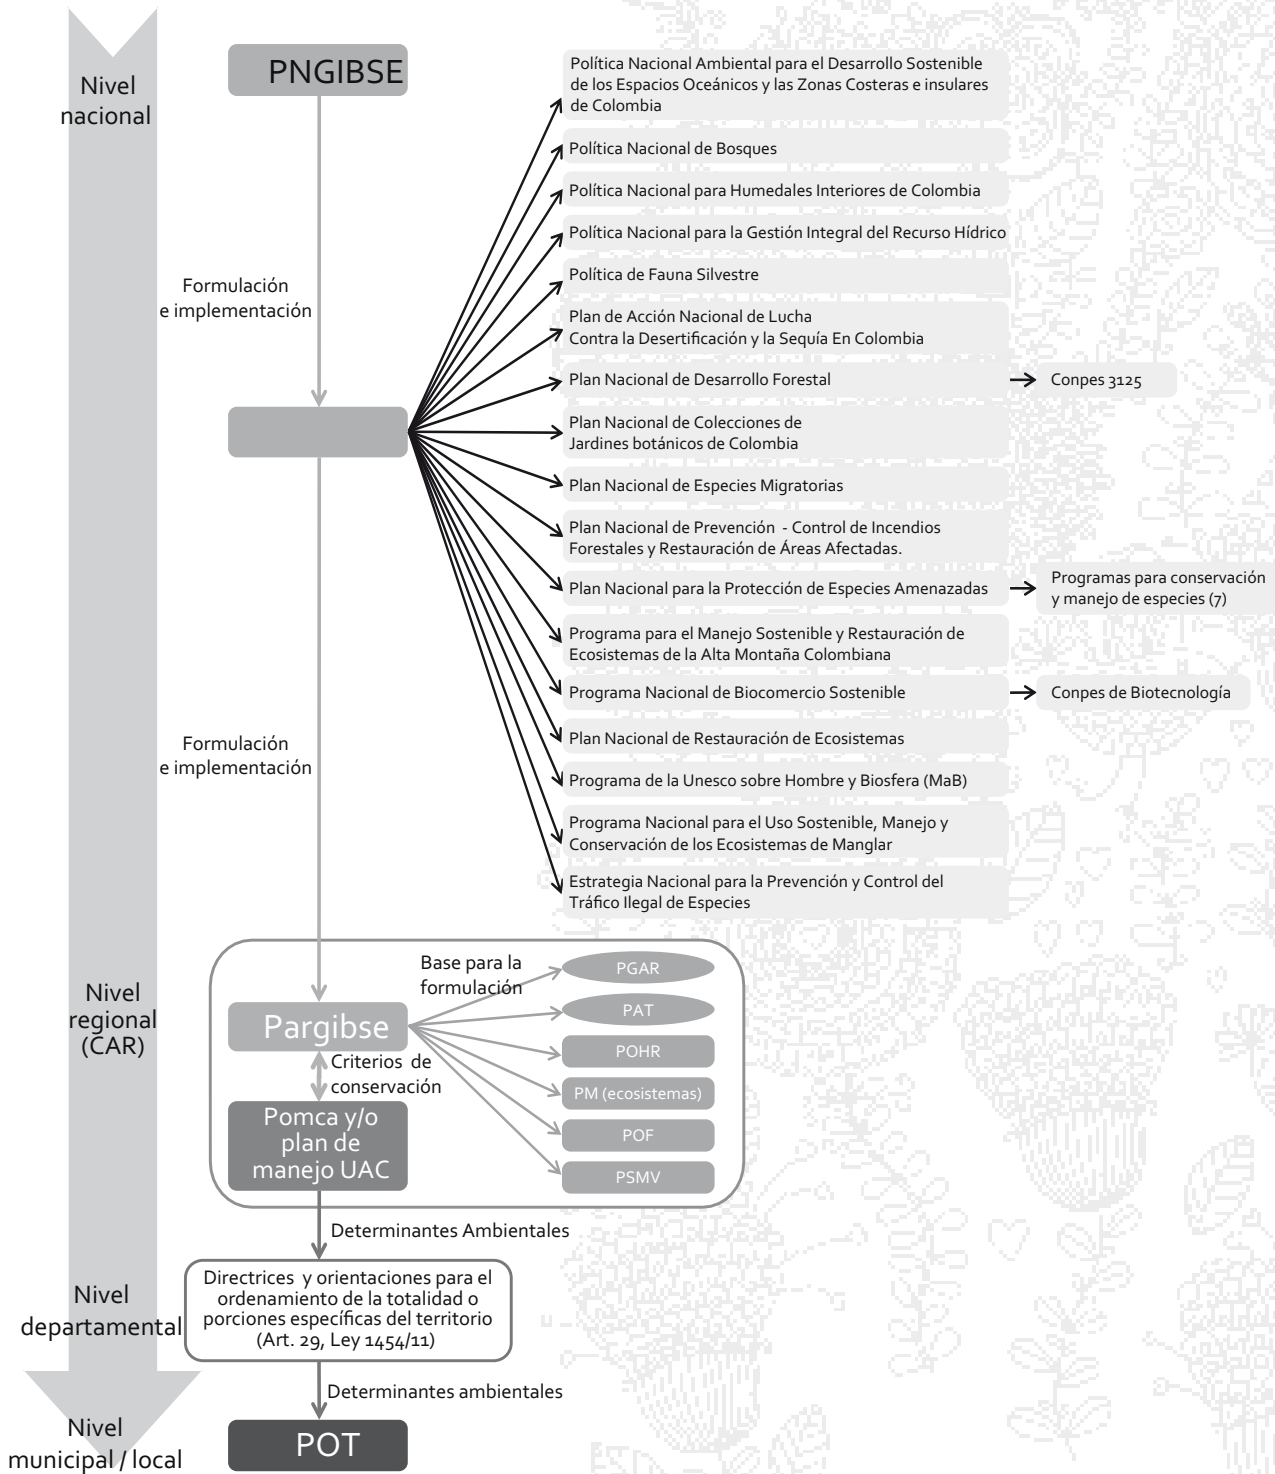 Nivel
nacional
PNGIBSE
Formulación
e implementación
Política Nacional Ambiental para el Desarrollo Sostenible
de los Espacios Oceánicos y las Zonas Costeras e insulares
de Colombia
Política Nacional de Bosques
Política Nacional para Humedales Interiores de Colombia
Política Nacional para la Gestión Integral del Recurso Hídrico
Política de Fauna Silvestre
Plan de Acción Nacional de Lucha
Contra la Desertificación y la Sequía En Colombia
Plan Nacional de Desarrollo Forestal
Conpes 3125
Plan Nacional de Colecciones de
Jardines botánicos de Colombia
Plan Nacional de Especies Migratorias
Plan Nacional de Prevención - Control de Incendios
Forestales y Restauración de Áreas Afectadas.
Plan Nacional para la Protección de Especies Amenazadas
Programas para conservación
y manejo de especies (7)
Programa para el Manejo Sostenible y Restauración de
Ecosistemas de la Alta Montaña Colombiana
Programa Nacional de Biocomercio Sostenible
Conpes de Biotecnología
Plan Nacional de Restauración de Ecosistemas
Programa de la Unesco sobre Hombre y Biosfera (MaB)
Programa Nacional para el Uso Sostenible, Manejo y
Conservación de los Ecosistemas de Manglar
Estrategia Nacional para la Prevención y Control del
Tráfico Ilegal de Especies
Formulación
e implementación
Nivel
regional
(CAR)
Pargibse
Base para la
formulación
PGAR
PAT
POHR
PM (ecosistemas)
POF
PSMV
Criterios de
conservación
Pomca y/o
plan de
manejo UAC
Determinantes Ambientales
Nivel
departamental
Directrices y orientaciones para el
ordenamiento de la totalidad o
porciones específicas del territorio
(Art. 29, Ley 1454/11)
Determinantes ambientales
Nivel
municipal / local
POT